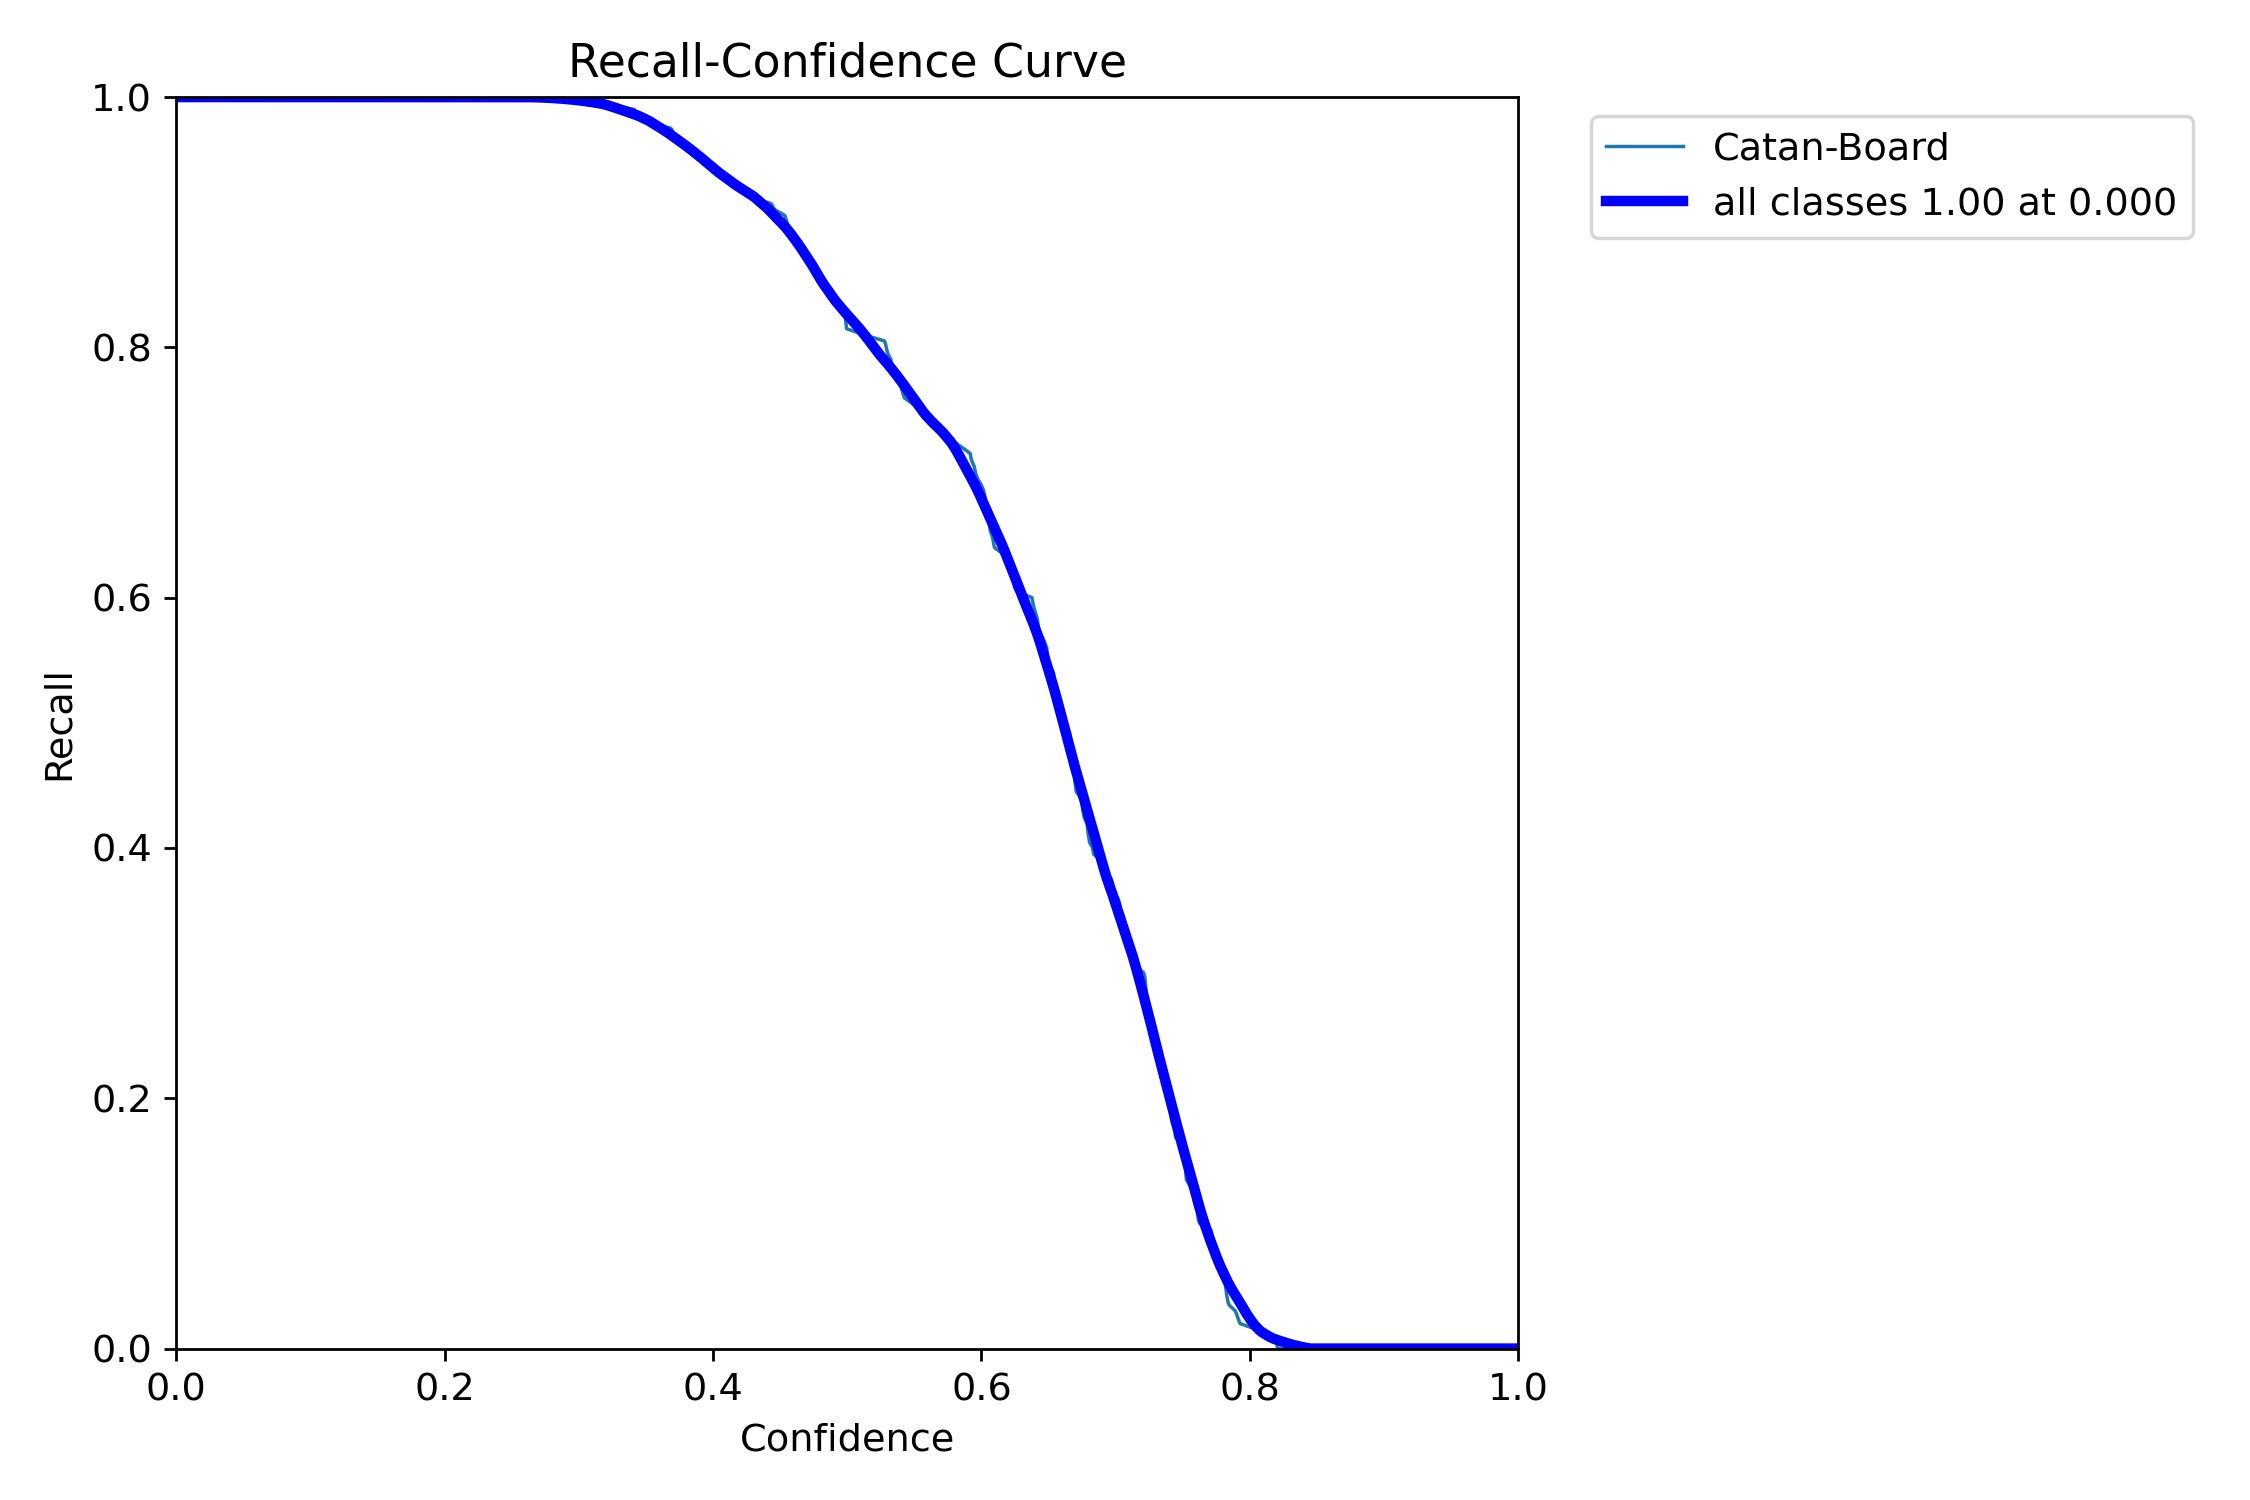 Recall-Confidence Curve
1.0
0.8
0.6
0.4
0.2
0.0
Recall
0.0 0.2 0.4 0.6 0.8 1.0
Confidence
Catan-Board
all classes 1.00 at 0.000